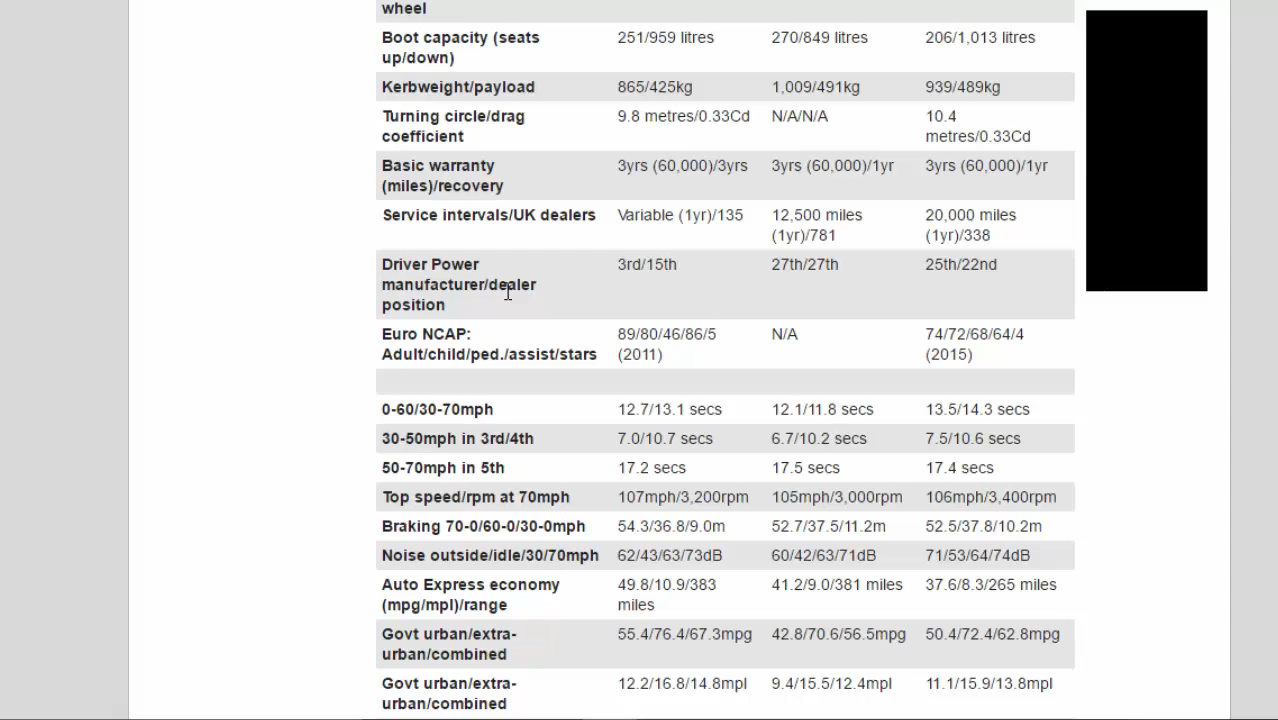 wheel
Boot capacity (seats up/down) 251/959 litres 270/849 litres 206/1,013 litres
Kerbweight/payload 865/425kg 1,009/491kg 939/489kg
Turning circle/drag coefficient 9.8 metres/0.33Cd N/A/N/A 10.4 metres/0.33Cd
Basic warranty (miles)/recovery 3yrs (60,000)/3yrs 3yrs (60,000)/1yr 3yrs (60,000)/1yr
Service intervals/UK dealers Variable (1yr)/135 12,500 miles (1yr)/781 20,000 miles (1yr)/338
Driver Power manufacturer/dealer position 3rd/15th 27th/27th 25th/22nd
Euro NCAP: Adult/child/ped./assist/stars 89/80/46/86/5 (2011) N/A 74/72/68/64/4 (2015)
0-60/30-70mph 12.7/13.1 secs 12.1/11.8 secs 13.5/14.3 secs
30-50mph in 3rd/4th 7.0/10.7 secs 6.7/10.2 secs 7.5/10.6 secs
50-70mph in 5th 17.2 secs 17.5 secs 17.4 secs
Top speed/rpm at 70mph 107mph/3,200rpm 105mph/3,000rpm 106mph/3,400rpm
Braking 70-0/60-0/30-0mph 54.3/36.8/9.0m 52.7/37.5/11.2m 52.5/37.8/10.2m
Noise outside/idle/30/70mph 62/43/63/73dB 60/42/63/71dB 71/53/64/74dB
Auto Express economy (mpg/mpl)/range 49.8/10.9/383 miles 41.2/9.0/381 miles 37.6/8.3/265 miles
Govt urban/extra-urban/combined 55.4/76.4/67.3mpg 42.8/70.6/56.5mpg 50.4/72.4/62.8mpg
Govt urban/extra-urban/combined 12.2/16.8/14.8mpl 9.4/15.5/12.4mpl 11.1/15.9/13.8mpl